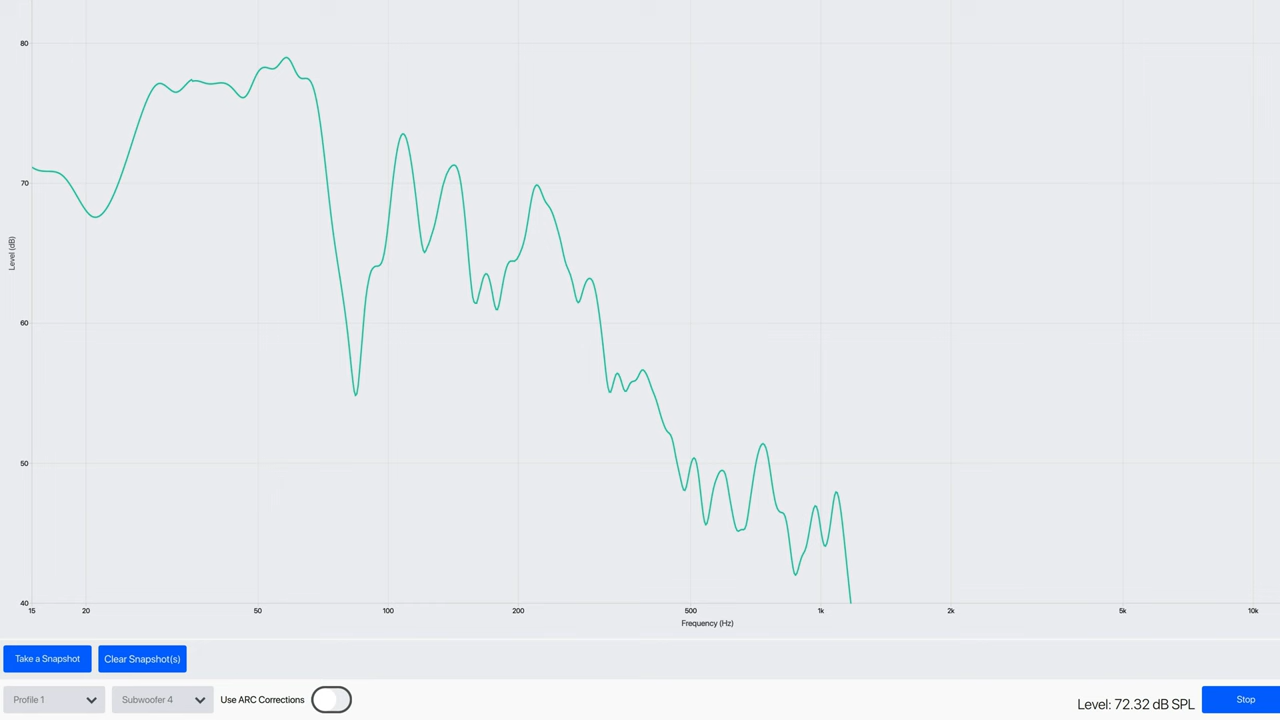 80
70
Level (dB)
60
50
40
15 20 50 100 200 500 1k 2k 5k 10k
Frequency (Hz)
Take a Snapshot Clear Snapshot(s)
Profile 1 Subwoofer 4 Use ARC Corrections Level: 72.32 dB SPL Stop